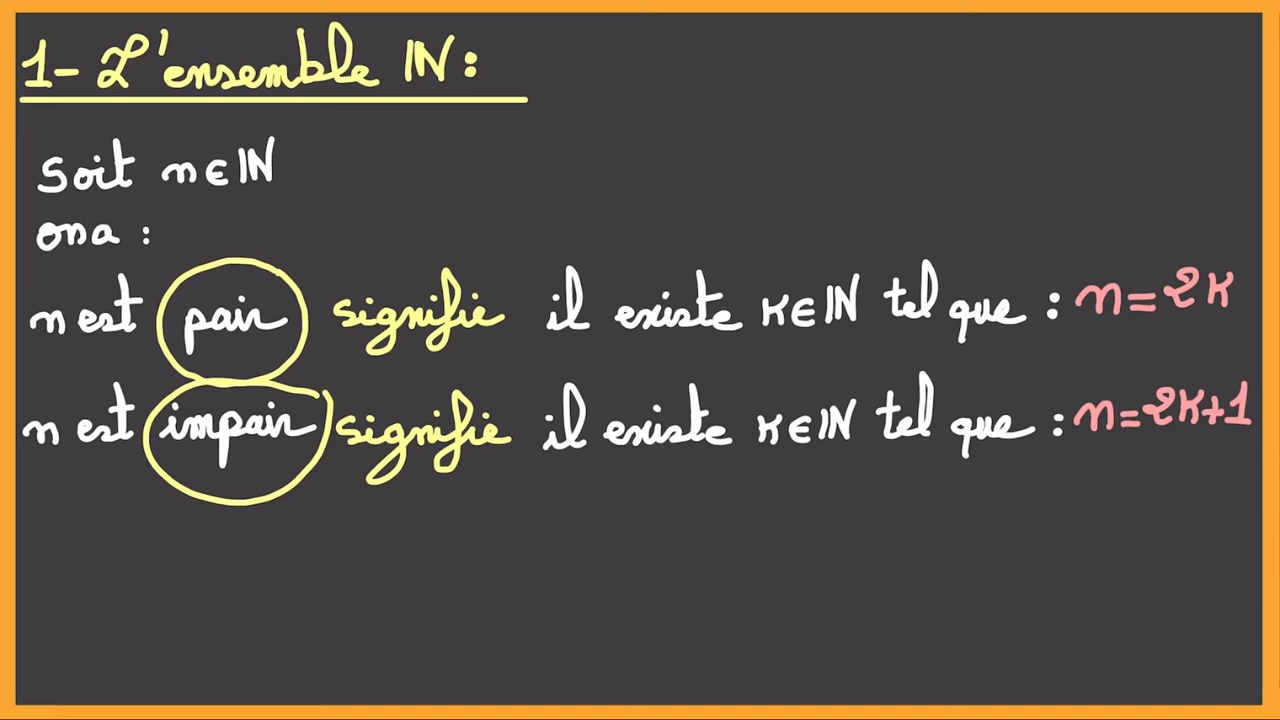 1- L'ensemble IN :
Soit n ∈ IN
ona :
n est pair signifie il existe k ∈ IN tel que : n = 2k
n est impair signifie il existe k ∈ IN tel que : n = 2k+1